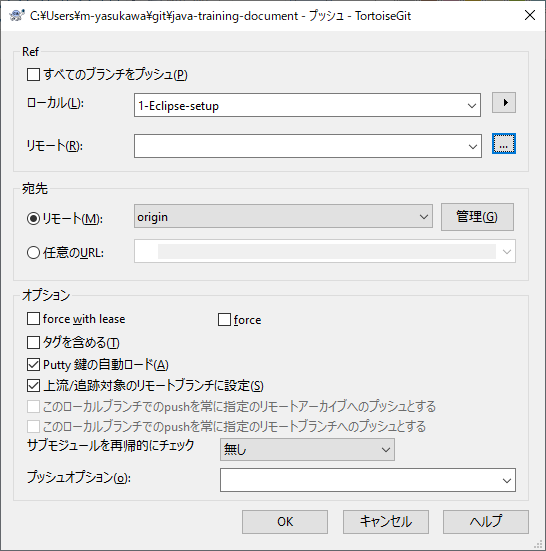 C:¥Users¥m-yasukawa¥git¥java-training-document - プッシュ - TortoiseGit
Ref
すべてのブランチをプッシュ(P)
ローカル(L):
1-Eclipse-setup
リモート(R):
...
宛先
リモート(M):
origin
管理(G)
任意のURL:
オプション
force with lease
force
タグを含める(T)
Putty 鍵の自動ロード(A)
上流/追跡対象のリモートブランチに設定(S)
このローカルブランチでのpushを常に指定のリモートアーカイブへのプッシュとする
このローカルブランチでのpushを常に指定のリモートブランチへのプッシュとする
サブモジュールを再帰的にチェック
無し
プッシュオプション(o):
OK
キャンセル
ヘルプ